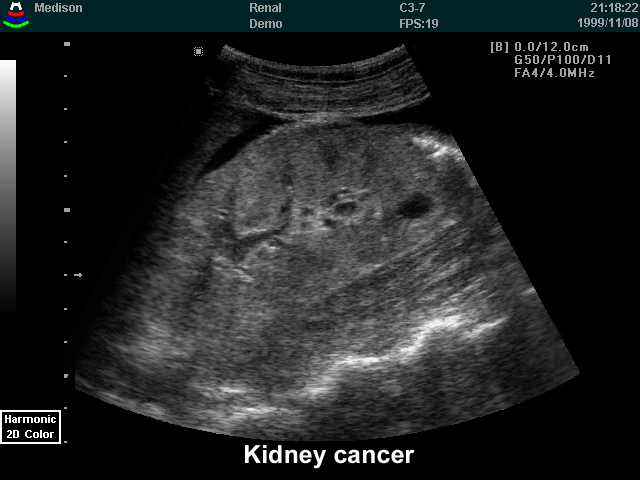 Medison Renal C3-7 21:18:22
Demo FPS:19 1999/11/08
[B] 0.0/12.0cm
G50/P100/D11
FA4/4.0MHz
Harmonic
2D Color
Kidney cancer